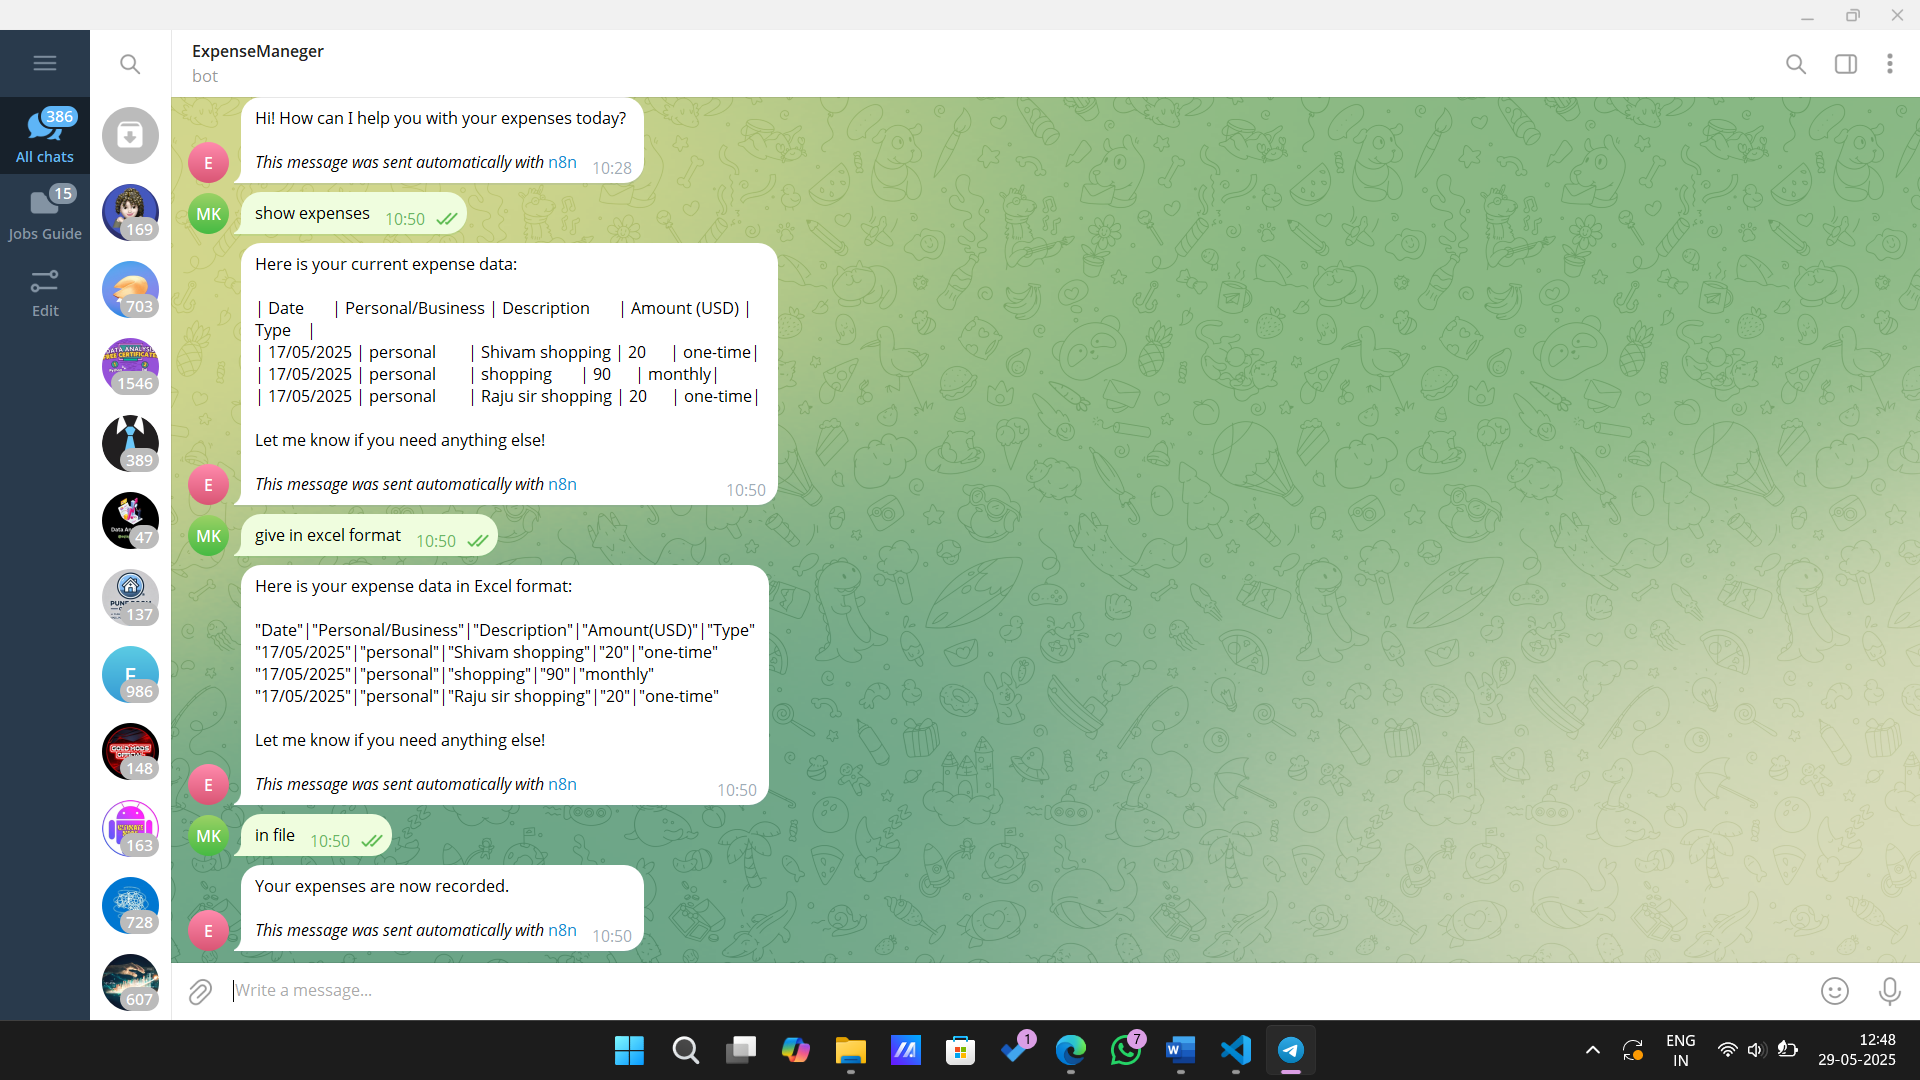 ExpenseManeger
bot
386
All chats
15
Jobs Guide
Edit
169
703
1546
389
47
137
986
148
163
728
607
Hi! How can I help you with your expenses today?
This message was sent automatically with n8n 10:28
E
MK
show expenses 10:50
Here is your current expense data:
| Date | Personal/Business | Description | Amount (USD) |
Type |
| 17/05/2025 | personal | Shivam shopping | 20 | one-time|
| 17/05/2025 | personal | shopping | 90 | monthly|
| 17/05/2025 | personal | Raju sir shopping | 20 | one-time|
Let me know if you need anything else!
This message was sent automatically with n8n 10:50
E
MK
give in excel format 10:50
Here is your expense data in Excel format:
"Date"|"Personal/Business"|"Description"|"Amount(USD)"|"Type"
"17/05/2025"|"personal"|"Shivam shopping"|"20"|"one-time"
"17/05/2025"|"personal"|"shopping"|"90"|"monthly"
"17/05/2025"|"personal"|"Raju sir shopping"|"20"|"one-time"
Let me know if you need anything else!
This message was sent automatically with n8n 10:50
E
MK
in file 10:50
Your expenses are now recorded.
This message was sent automatically with n8n 10:50
E
Write a message...
1
7
W
ENG
IN
12:48
29-05-2025